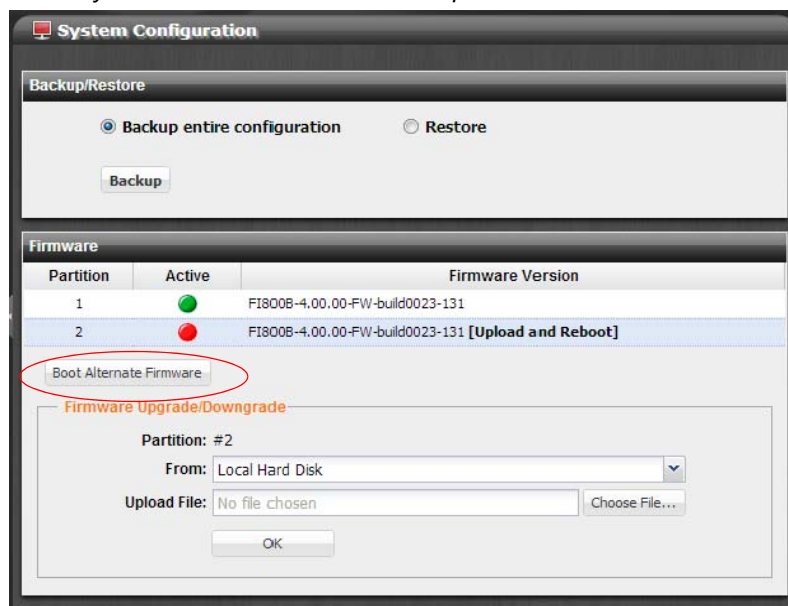 System Configuration
Backup/Restore
Backup entire configuration Restore
Backup
Firmware
Partition Active Firmware Version
1 FI800B-4.00.00-FW-build0023-131
2 FI800B-4.00.00-FW-build0023-131 [Upload and Reboot]
Boot Alternate Firmware
Firmware Upgrade/Downgrade
Partition: #2
From: Local Hard Disk
Upload File: No file chosen Choose File...
OK